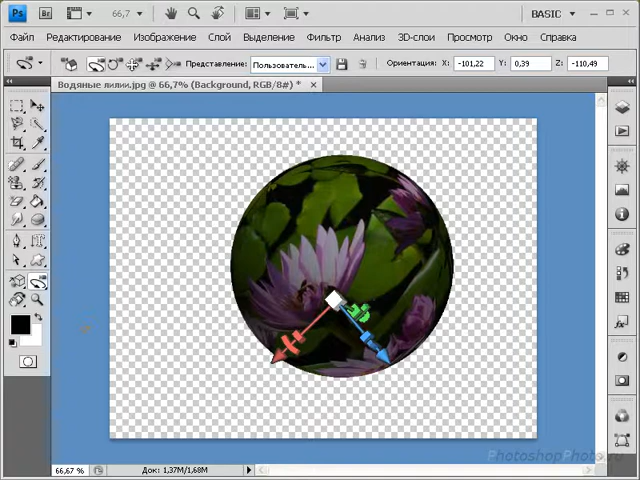 Ps Br 66,7 BASIC
Файл Редактирование Изображение Слой Выделение Фильтр Анализ 3D-слои Просмотр Окно Справка
Представление: Пользователь... Ориентация: X: -101,22 Y: 0,39 Z: -110,49
Водяные лилии.jpg @ 66,7% (Background, RGB/8#) *
PhotoshopPhoto.ru
66,67 % Док: 1,37M/1,68M